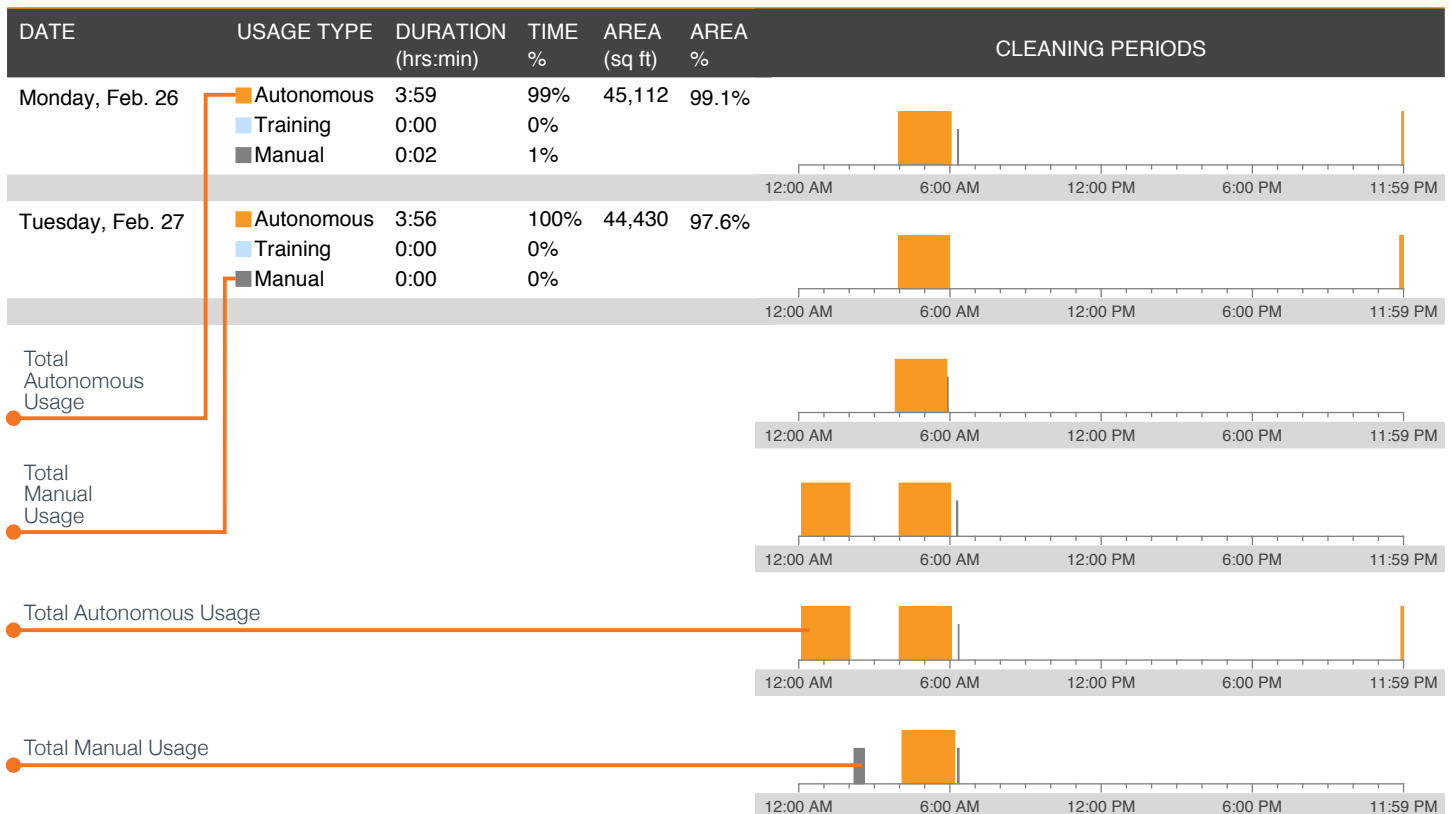 DATE USAGE TYPE DURATION (hrs:min) TIME % AREA (sq ft) AREA % CLEANING PERIODS
Monday, Feb. 26 Autonomous 3:59 99% 45,112 99.1%
Training 0:00 0%
Manual 0:02 1%
12:00 AM 6:00 AM 12:00 PM 6:00 PM 11:59 PM
Tuesday, Feb. 27 Autonomous 3:56 100% 44,430 97.6%
Training 0:00 0%
Manual 0:00 0%
12:00 AM 6:00 AM 12:00 PM 6:00 PM 11:59 PM
Total
Autonomous
Usage
12:00 AM 6:00 AM 12:00 PM 6:00 PM 11:59 PM
Total
Manual
Usage
12:00 AM 6:00 AM 12:00 PM 6:00 PM 11:59 PM
Total Autonomous Usage
12:00 AM 6:00 AM 12:00 PM 6:00 PM 11:59 PM
Total Manual Usage
12:00 AM 6:00 AM 12:00 PM 6:00 PM 11:59 PM